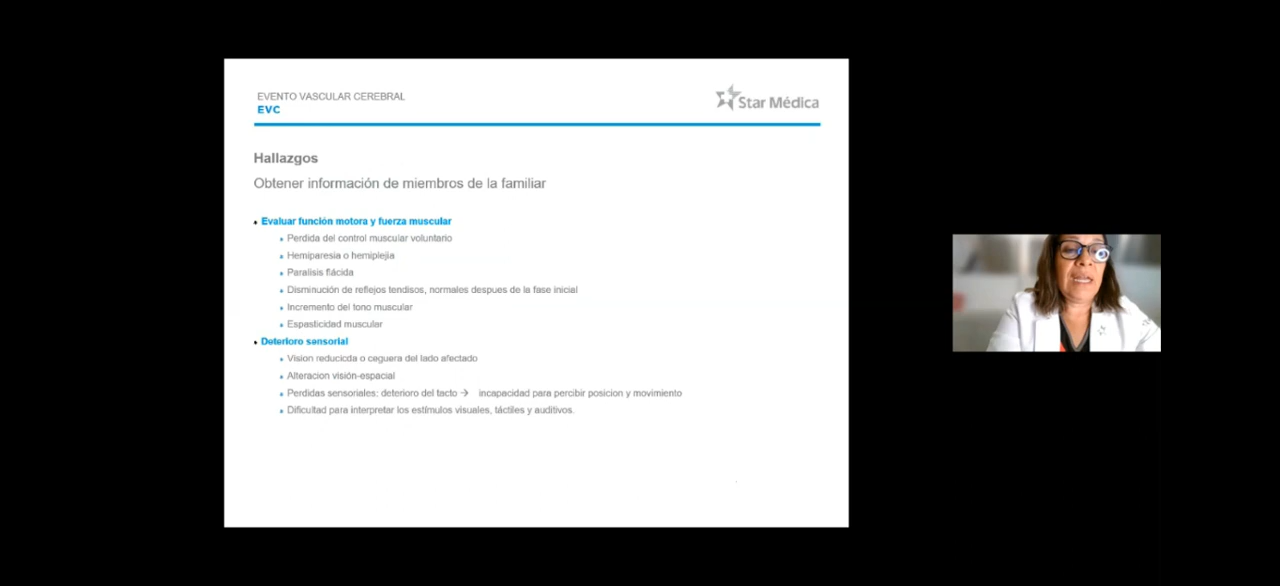 EVENTO VASCULAR CEREBRAL
EVC
Star Médica
Hallazgos
Obtener información de miembros de la familiar
Evaluar función motora y fuerza muscular
Perdida del control muscular voluntario
Hemiparesia o hemiplejia
Paralisis flácida
Disminución de reflejos tendisos, normales despues de la fase inicial
Incremento del tono muscular
Espasticidad muscular
Deterioro sensorial
Vision reducicda o ceguera del lado afectado
Alteracion visión-espacial
Perdidas sensoriales: deterioro del tacto → incapacidad para percibir posicion y movimiento
Dificultad para interpretar los estímulos visuales, táctiles y auditivos.